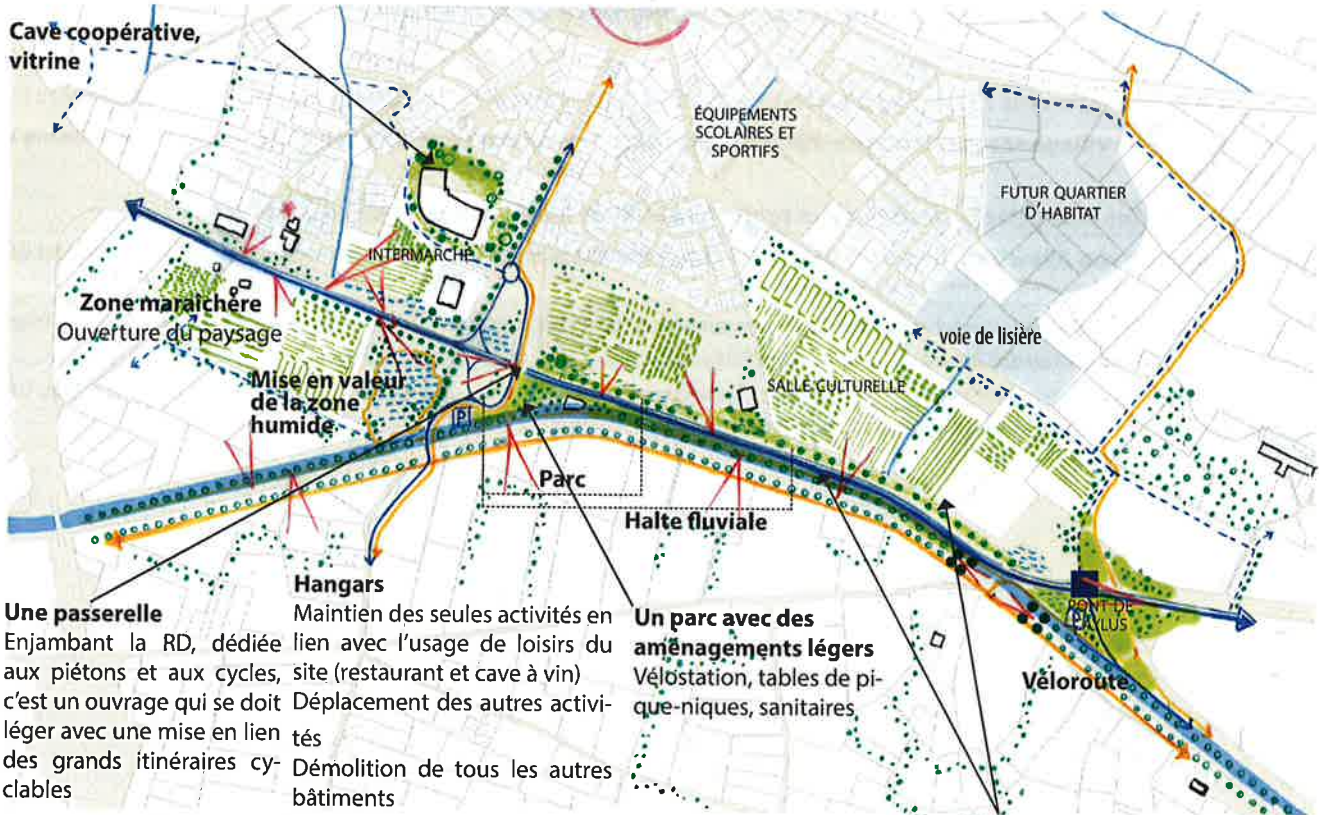 Cave coopérative,
vitrine
ÉQUIPEMENTS
SCOLAIRES ET
SPORTIFS
FUTUR QUARTIER
D'HABITAT
INTERMARCHÉ
Zone maraichère
Ouverture du paysage
voie de lisière
Mise en valeur
de la zone
humide
SALLE CULTURELLE
P
Parc
Halte fluviale
Une passerelle
Enjambant la RD, dédiée
aux piétons et aux cycles,
c'est un ouvrage qui se doit
léger avec une mise en lien
des grands itinéraires cy-
clables
Hangars
Maintien des seules activités en
lien avec l'usage de loisirs du
site (restaurant et cave à vin)
Déplacement des autres activi-
tés
Démolition de tous les autres
bâtiments
Un parc avec des
aménagements légers
Vélostation, tables de pi-
que-niques, sanitaires
PONT DE
CAYLUS
Véloroute